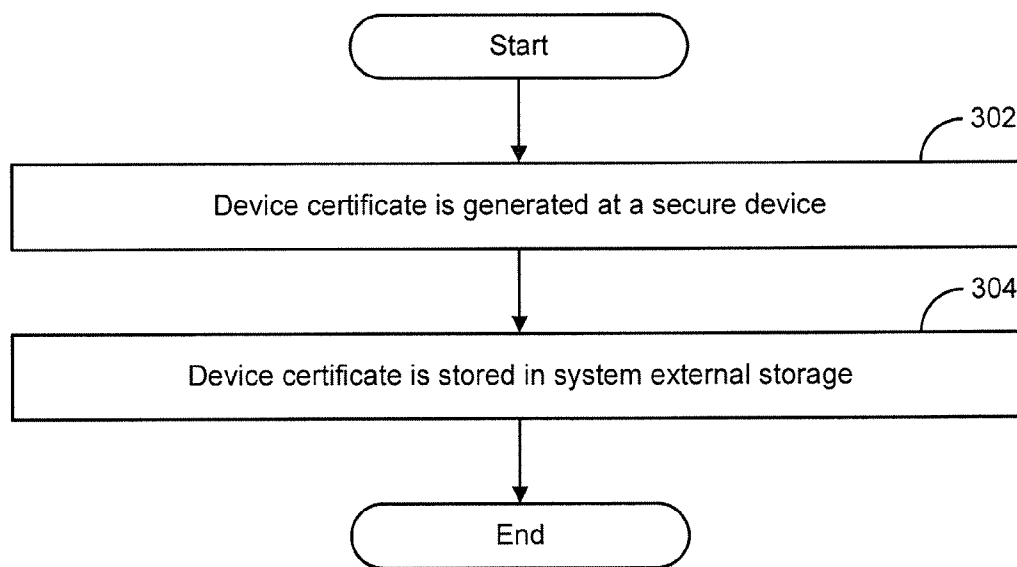 Start
302
Device certificate is generated at a secure device
304
Device certificate is stored in system external storage
End